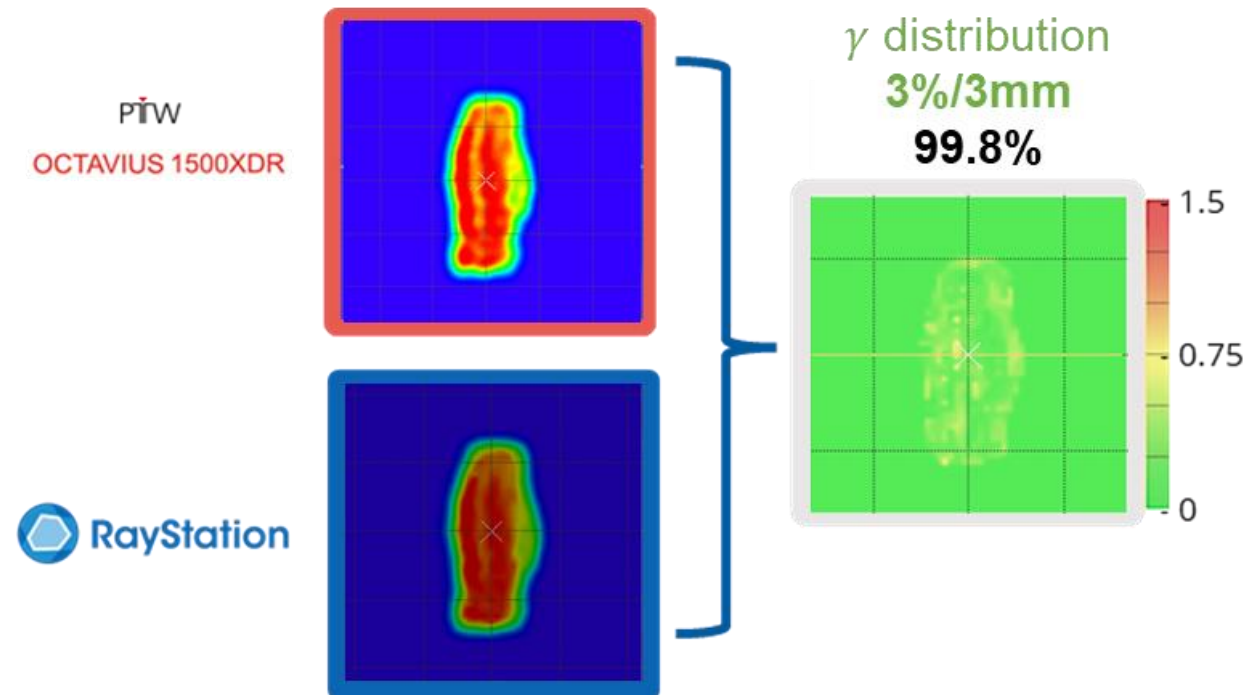 PTW
OCTAVIUS 1500XDR
RayStation
γ distribution
3%/3mm
99.8%
1.5
0.75
0